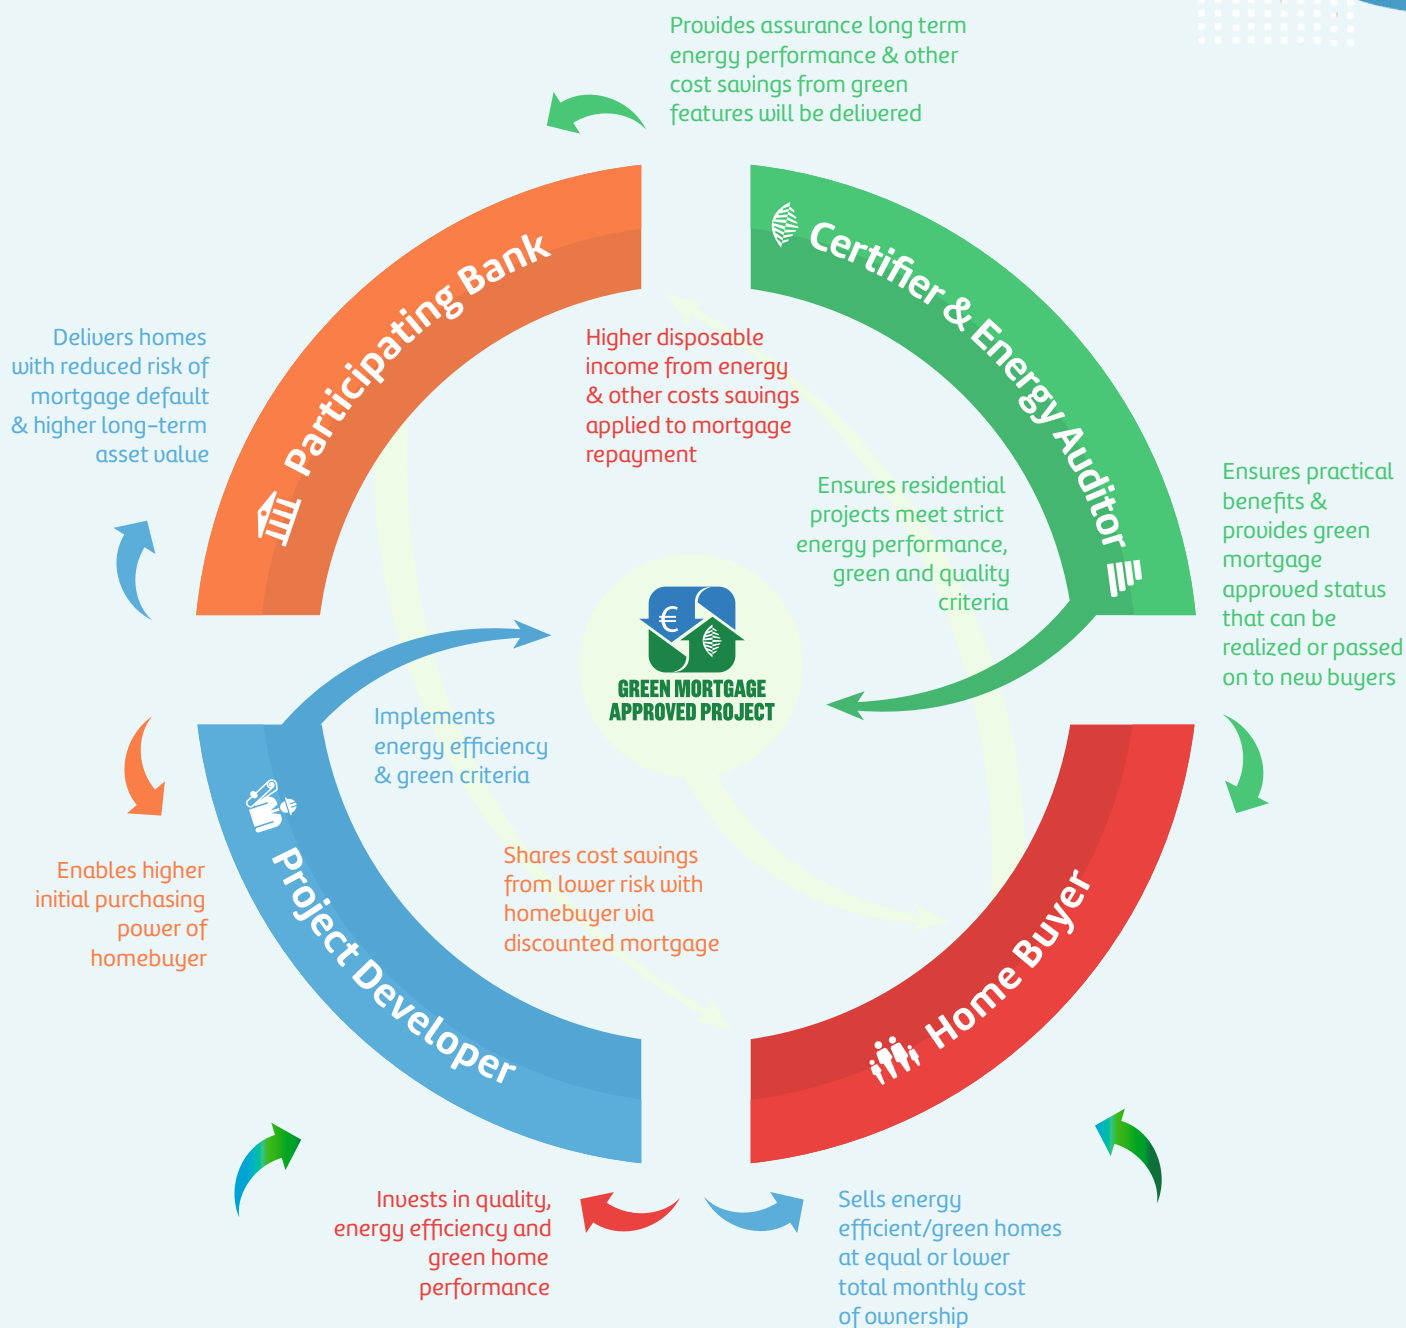 Provides assurance long term
energy performance & other
cost savings from green
features will be delivered
Participating Bank
Certifier & Energy Auditor
Delivers homes
with reduced risk of
mortgage default
& higher long-term
asset value
Higher disposable
income from energy
& other costs savings
applied to mortgage
repayment
Ensures residential
projects meet strict
energy performance,
green and quality
criteria
Ensures practical
benefits &
provides green
mortgage
approved status
that can be
realized or passed
on to new buyers
€
GREEN MORTGAGE
APPROVED PROJECT
Implements
energy efficiency
& green criteria
Enables higher
initial purchasing
power of
homebuyer
Shares cost savings
from lower risk with
homebuyer via
discounted mortgage
Project Developer
Home Buyer
Invests in quality,
energy efficiency and
green home
performance
Sells energy
efficient/green homes
at equal or lower
total monthly cost
of ownership